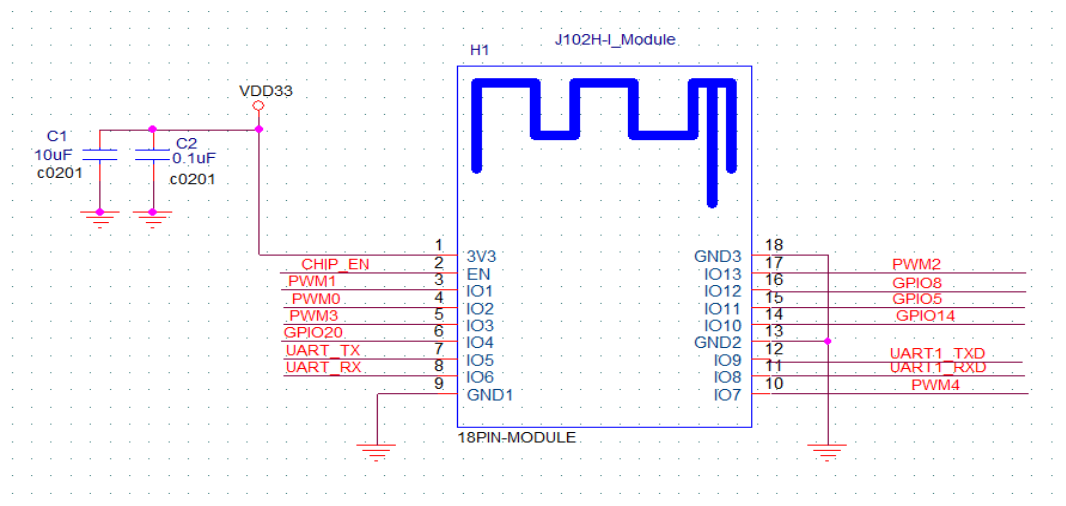 J102H-I_Module
H1
VDD33
C1
10uF
c0201
C2
0.1uF
c0201
1
3V3
CHIP_EN
2
EN
PWM1
3
IO1
PWM0
4
IO2
PWM3
5
IO3
GPIO20
6
IO4
UART_TX
7
IO5
UART_RX
8
IO6
9
GND1
18
GND3
17
IO13
PWM2
16
IO12
GPIO8
15
IO11
GPIO5
14
IO10
GPIO14
13
GND2
12
IO9
UART1_TXD
11
IO8
UART1_RXD
10
IO7
PWM4
18PIN-MODULE